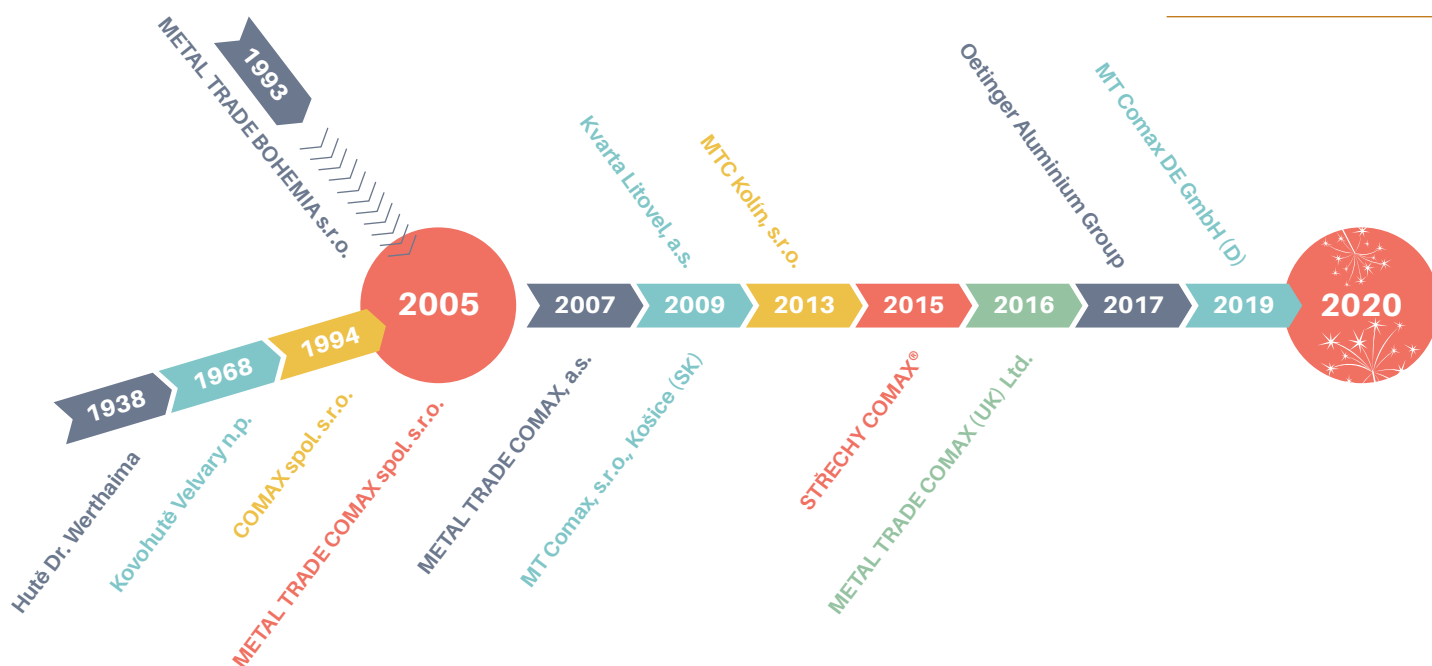 1993
METAL TRADE BOHEMIA s.r.o.
1938
Hutě Dr. Werthaima
1968
Kovohutě Velvary n.p.
1994
COMAX spol. s.r.o.
2005
METAL TRADE COMAX spol. s.r.o.
2007
METAL TRADE COMAX, a.s.
Kvarta Litovel, a.s.
2009
MT Comax, s.r.o., Košice (SK)
MTC Kolín, s.r.o.
2013
2015
STŘECHY COMAX®
2016
METAL TRADE COMAX (UK) Ltd.
Oetinger Aluminium Group
2017
MT Comax DE GmbH (D)
2019
2020